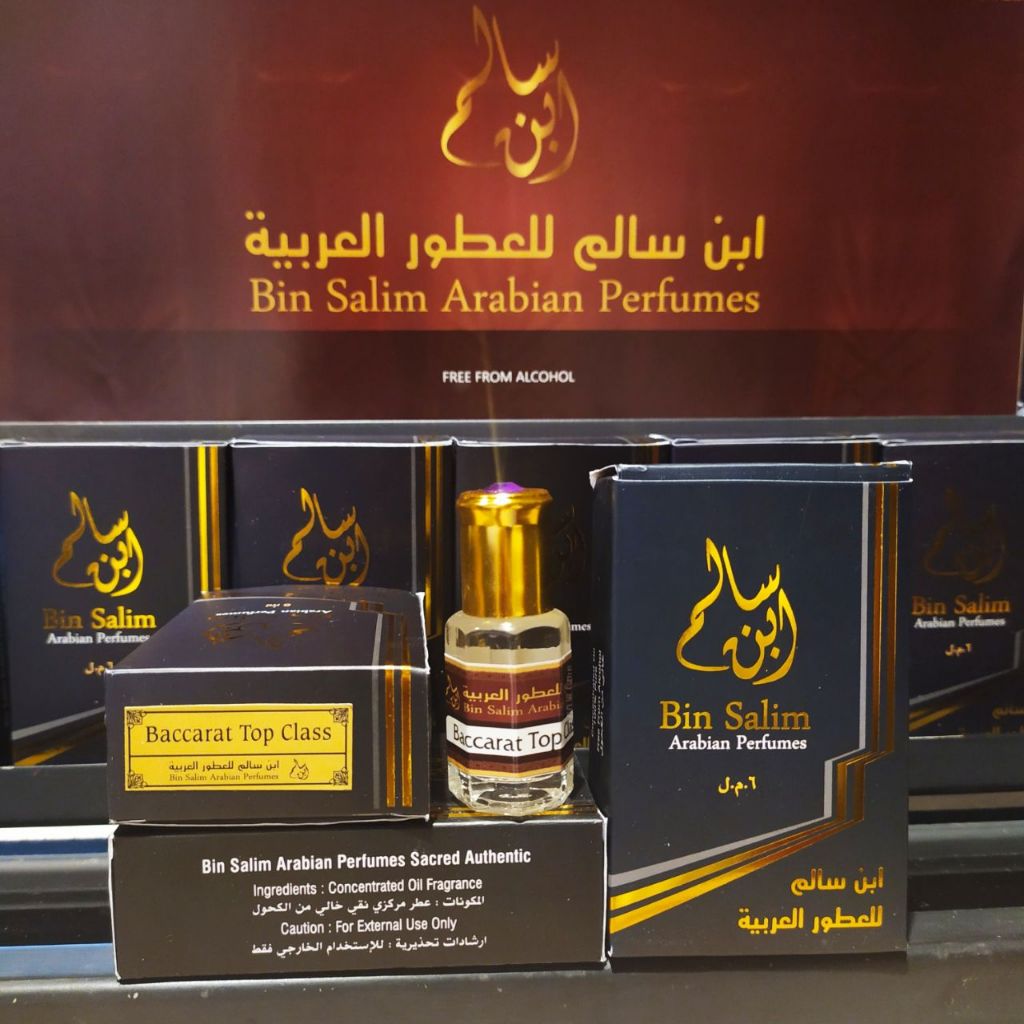 ابن سالم
ابن سالم للعطور العربية
Bin Salim Arabian Perfumes
FREE FROM ALCOHOL
ابن سالم
Bin Salim
Arabian Perfumes
٦م.
ابن سالم
Arabian Perfumes
Baccarat Top Class
ابن سالم للعطور العربية
Bin Salim Arabian Perfumes
للعطور العربية
Bin Salim Arabi
Baccarat Top
ابن سالم
Bin Salim
Arabian Perfumes
٦.م.ل
ابن سالم
للعطور العربية
Bin Salim
Arabian Perfumes
٦.م.ل
Bin Salim Arabian Perfumes Sacred Authentic
Ingredients : Concentrated Oil Fragrance
المكونات : عطر مركزي نقي خالي من الكحول
Caution : For External Use Only
ارشادات تحذيرية : للإستخدام الخارجي فقط